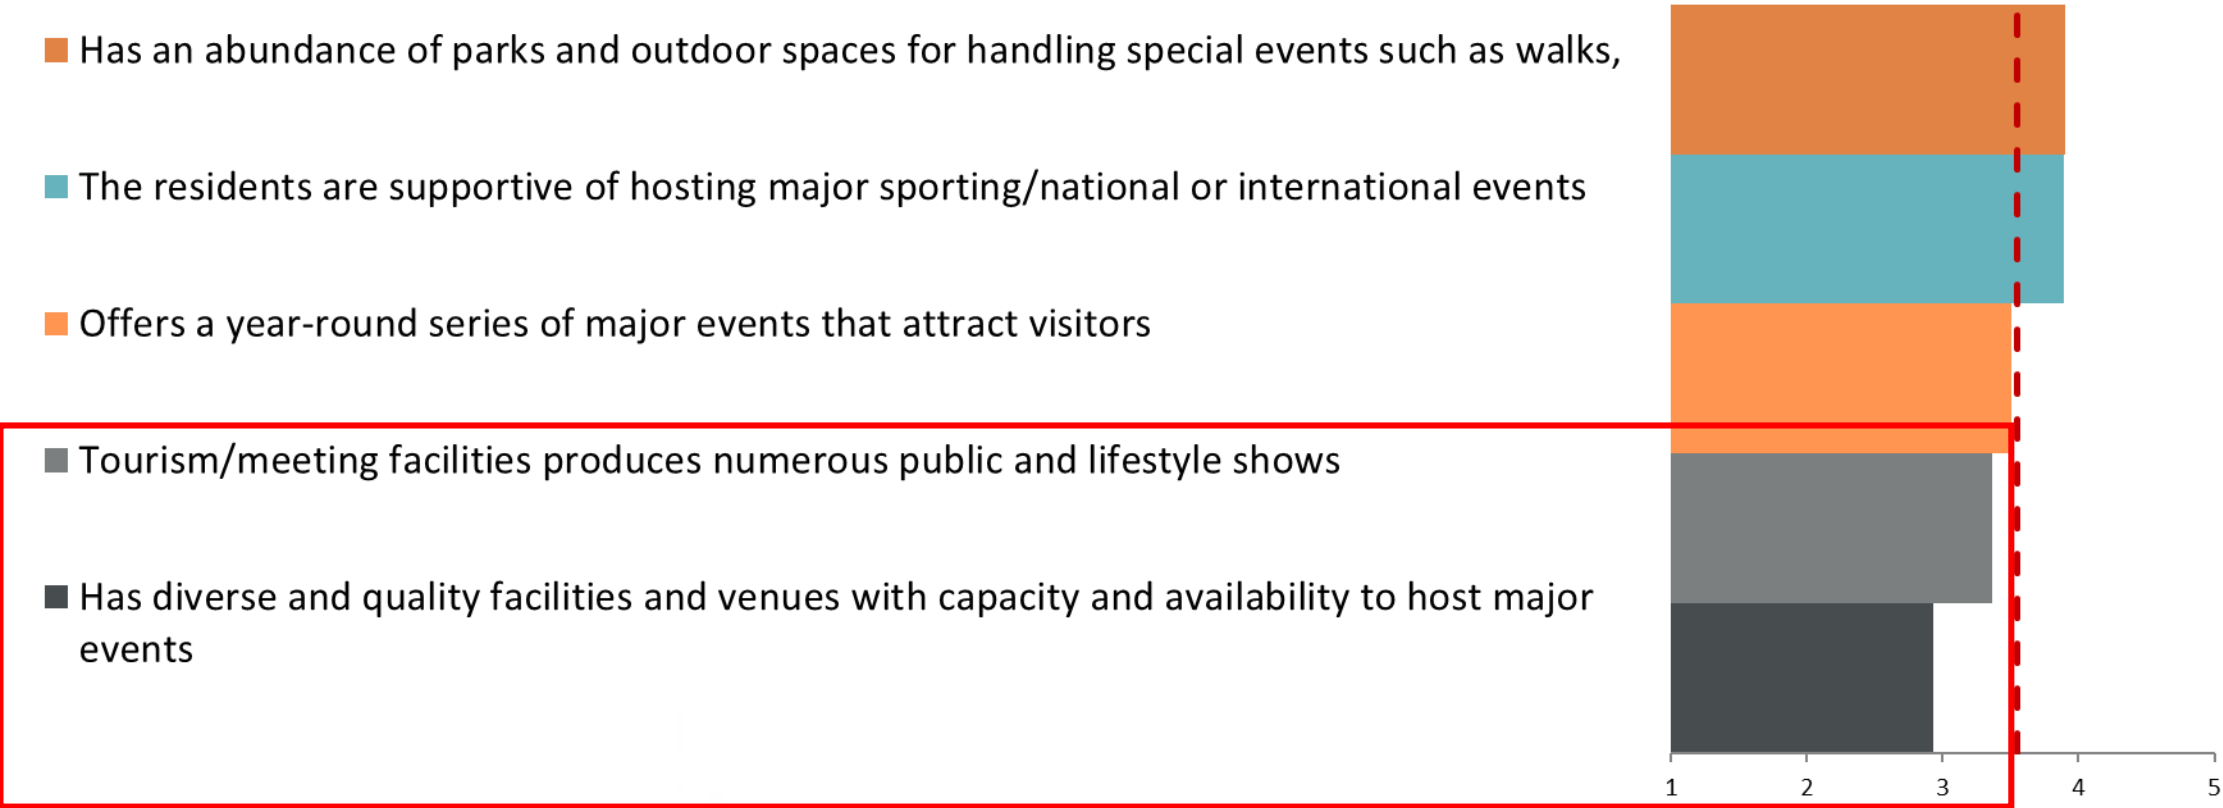 Has an abundance of parks and outdoor spaces for handling special events such as walks,
The residents are supportive of hosting major sporting/national or international events
Offers a year-round series of major events that attract visitors
Tourism/meeting facilities produces numerous public and lifestyle shows
Has diverse and quality facilities and venues with capacity and availability to host major
events
1 2 3 4 5